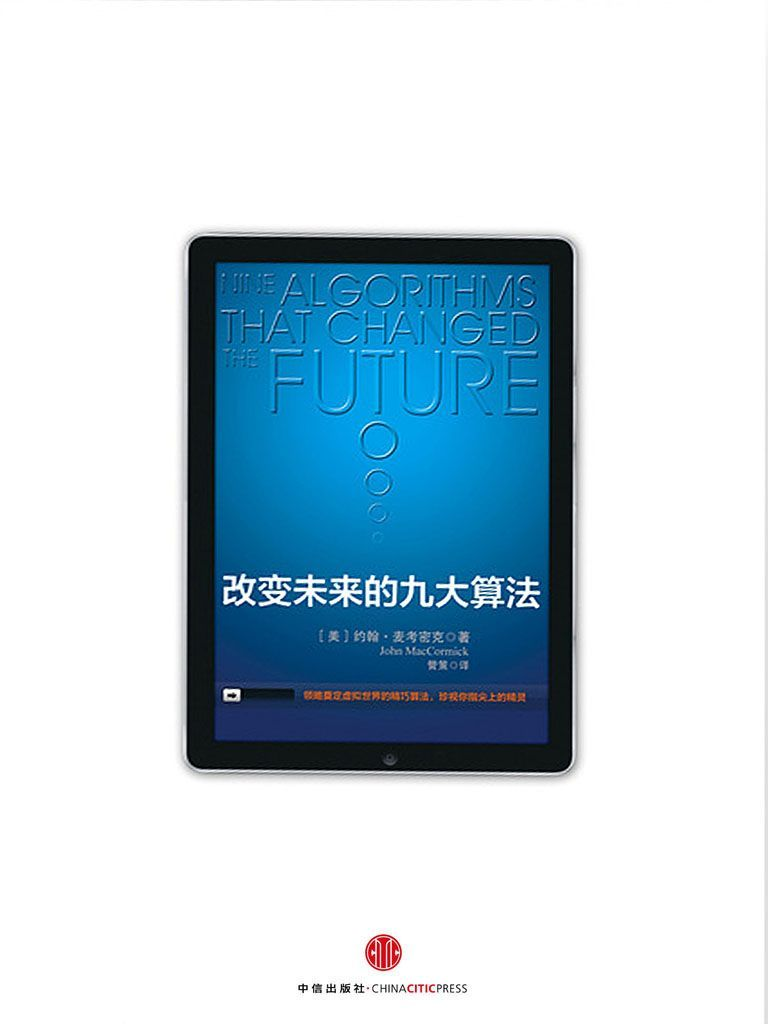 NINE ALGORITHMS
THAT CHANGED
THE FUTURE
改变未来的九大算法
[美]约翰·麦考密克◎著
John MacCormick
管策◎译
领略奠定虚拟世界的精巧算法,珍视你指尖上的精灵
中信出版社·CHINACITICPRESS